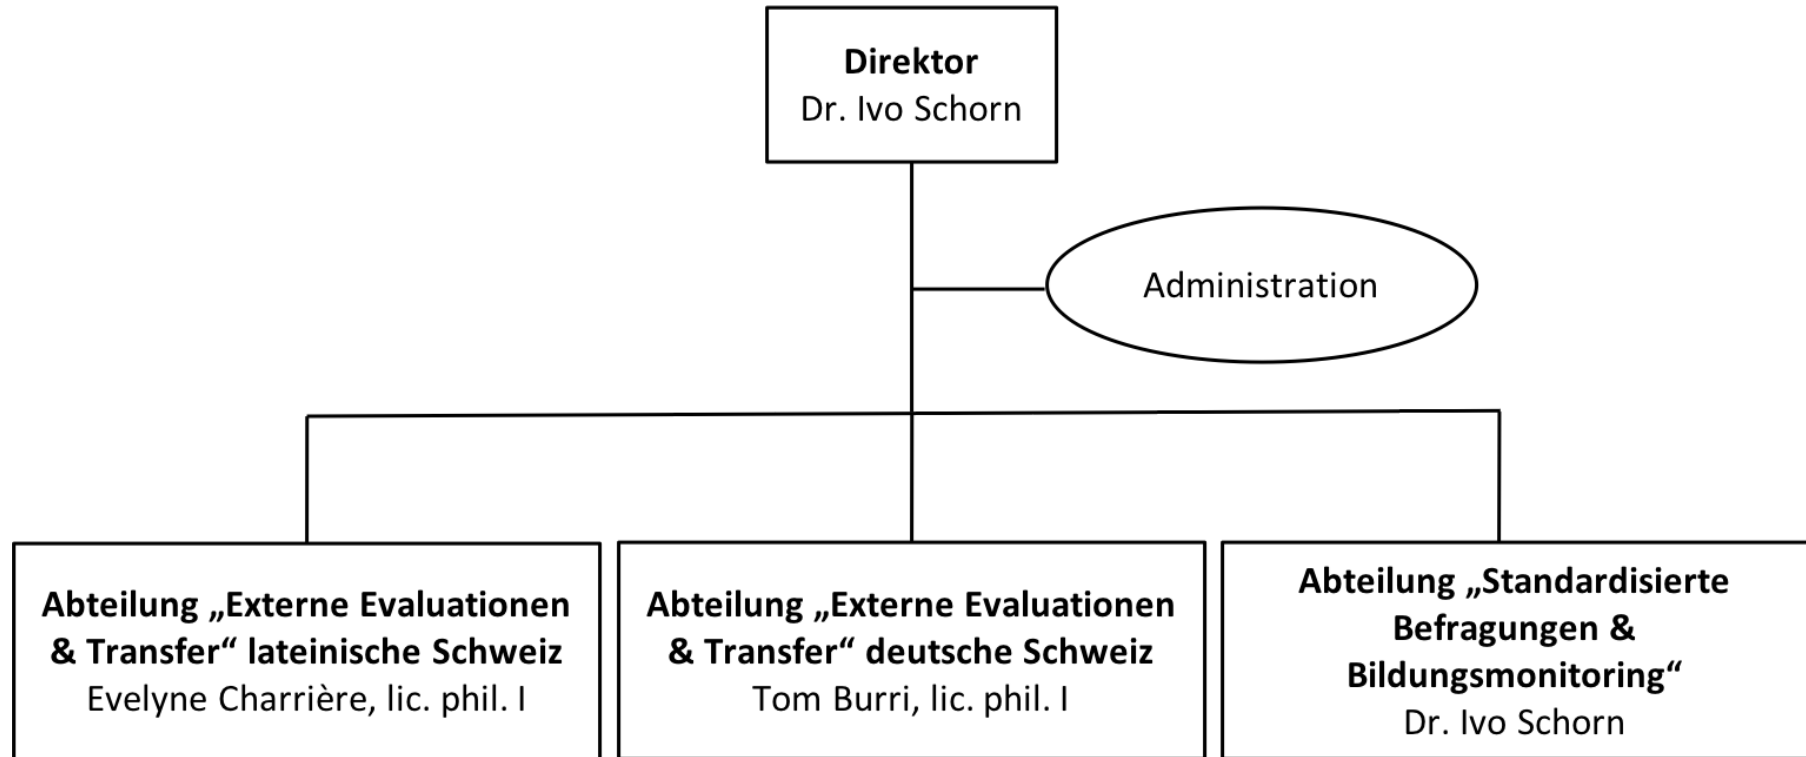 Direktor
Dr. Ivo Schorn
Administration
Abteilung „Externe Evaluationen
& Transfer“ lateinische Schweiz
Evelyne Charrière, lic. phil. I
Abteilung „Externe Evaluationen
& Transfer“ deutsche Schweiz
Tom Burri, lic. phil. I
Abteilung „Standardisierte
Befragungen &
Bildungsmonitoring“
Dr. Ivo Schorn